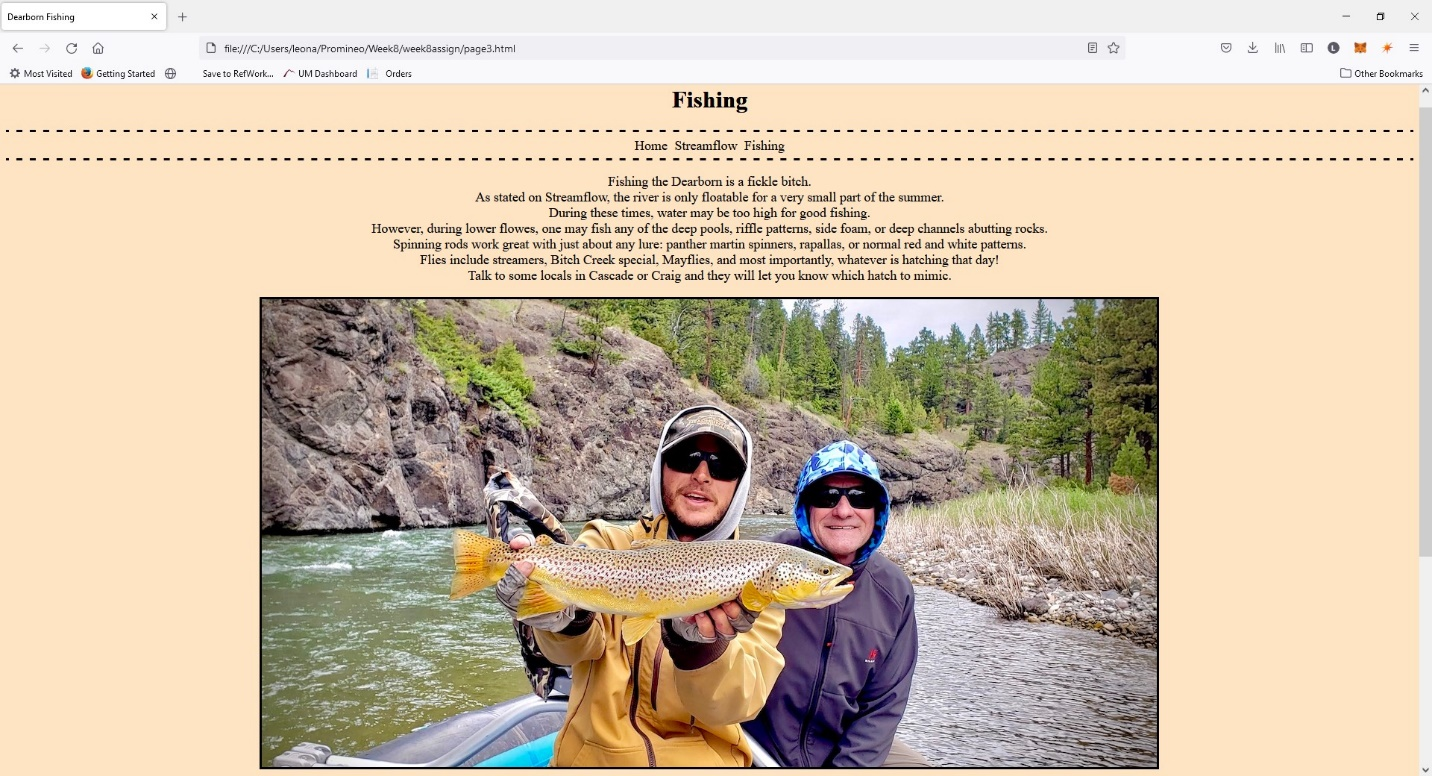 Dearborn Fishing
file:///C:/Users/leona/Promineo/Week8/week8assign/page3.html
Most Visited Getting Started Save to RefWork... UM Dashboard Orders Other Bookmarks
Fishing
Home Streamflow Fishing
Fishing the Dearborn is a fickle bitch.
As stated on Streamflow, the river is only floatable for a very small part of the summer.
During these times, water may be too high for good fishing.
However, during lower flowes, one may fish any of the deep pools, riffle patterns, side foam, or deep channels abutting rocks.
Spinning rods work great with just about any lure: panther martin spinners, rapallas, or normal red and white patterns.
Flies include streamers, Bitch Creek special, Mayflies, and most importantly, whatever is hatching that day!
Talk to some locals in Cascade or Craig and they will let you know which hatch to mimic.